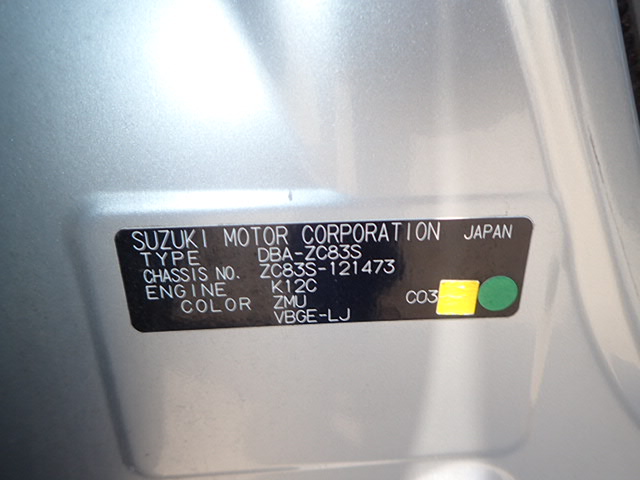 SUZUKI MOTOR CORPORATION JAPAN
TYPE DBA-ZC83S
CHASSIS NO. ZC83S-121473
ENGINE K12C
COLOR ZMU C03
VBGE-LJ